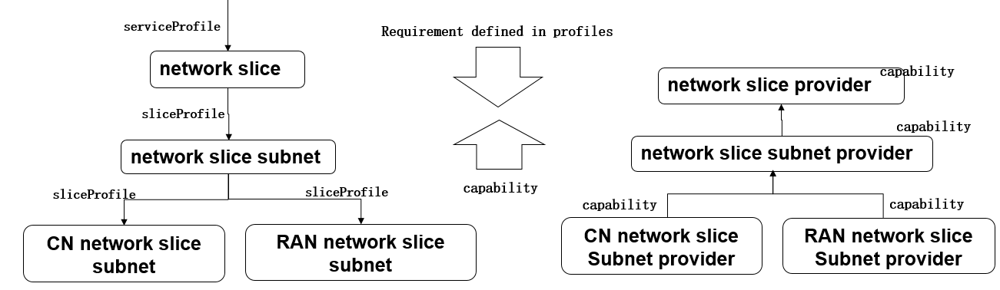 serviceProfile
network slice
sliceProfile
network slice subnet
sliceProfile
sliceProfile
CN network slice
subnet
RAN network slice
subnet
Requirement defined in profiles
capability
capability
network slice provider
capability
network slice subnet provider
capability
capability
CN network slice
Subnet provider
RAN network slice
Subnet provider